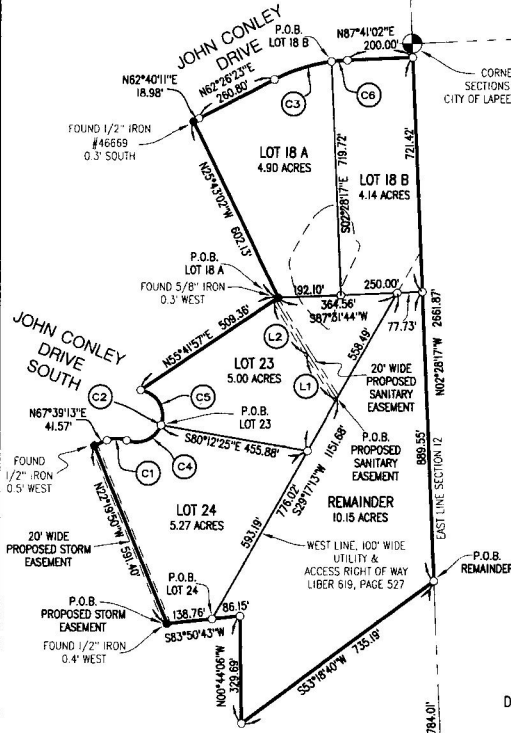 JOHN CONLEY
DRIVE
P.O.B.
LOT 18 B
N87°41'02"E
200.00'
N62°40'11"E
18.98'
N62°26'23"E
260.80'
C3
C6
CORNE
SECTIONS
CITY OF LAPEE
FOUND 1/2" IRON
#46669
0.3' SOUTH
LOT 18 A
4.90 ACRES
719.72'
S02°28'17"E
721.42'
LOT 18 B
4.14 ACRES
N25°43'02"W
602.13'
P.O.B.
LOT 18 A
FOUND 5/8" IRON
0.3' WEST
192.10'
250.00'
364.56'
S87°31'44"W
77.73'
N02°28'17"W 2661.87'
JOHN CONLEY
DRIVE
SOUTH
N55°41'57"E 509.36'
L2
LOT 23
5.00 ACRES
558.49'
20' WIDE
PROPOSED
SANITARY
EASEMENT
C2
C5
L1
N67°39'13"E
41.57'
P.O.B.
LOT 23
S80°12'25"E 455.88'
P.O.B.
PROPOSED
SANITARY
EASEMENT
889.55'
EAST LINE SECTION 12
FOUND
1/2" IRON
0.5' WEST
C1
C4
1151.68'
S29°17'13"W
776.02'
593.19'
REMAINDER
10.15 ACRES
N22°19'50"W
591.40'
LOT 24
5.27 ACRES
20' WIDE
PROPOSED STORM
EASEMENT
WEST LINE, 100' WIDE
UTILITY &
ACCESS RIGHT OF WAY
LIBER 619, PAGE 527
P.O.B.
REMAINDER
P.O.B.
LOT 24
P.O.B.
PROPOSED STORM
EASEMENT
138.76'
86.15'
S83°50'43"W
FOUND 1/2" IRON
0.4' WEST
N00°44'06"W
329.69'
S53°18'40"W 735.19'
784.01'
D